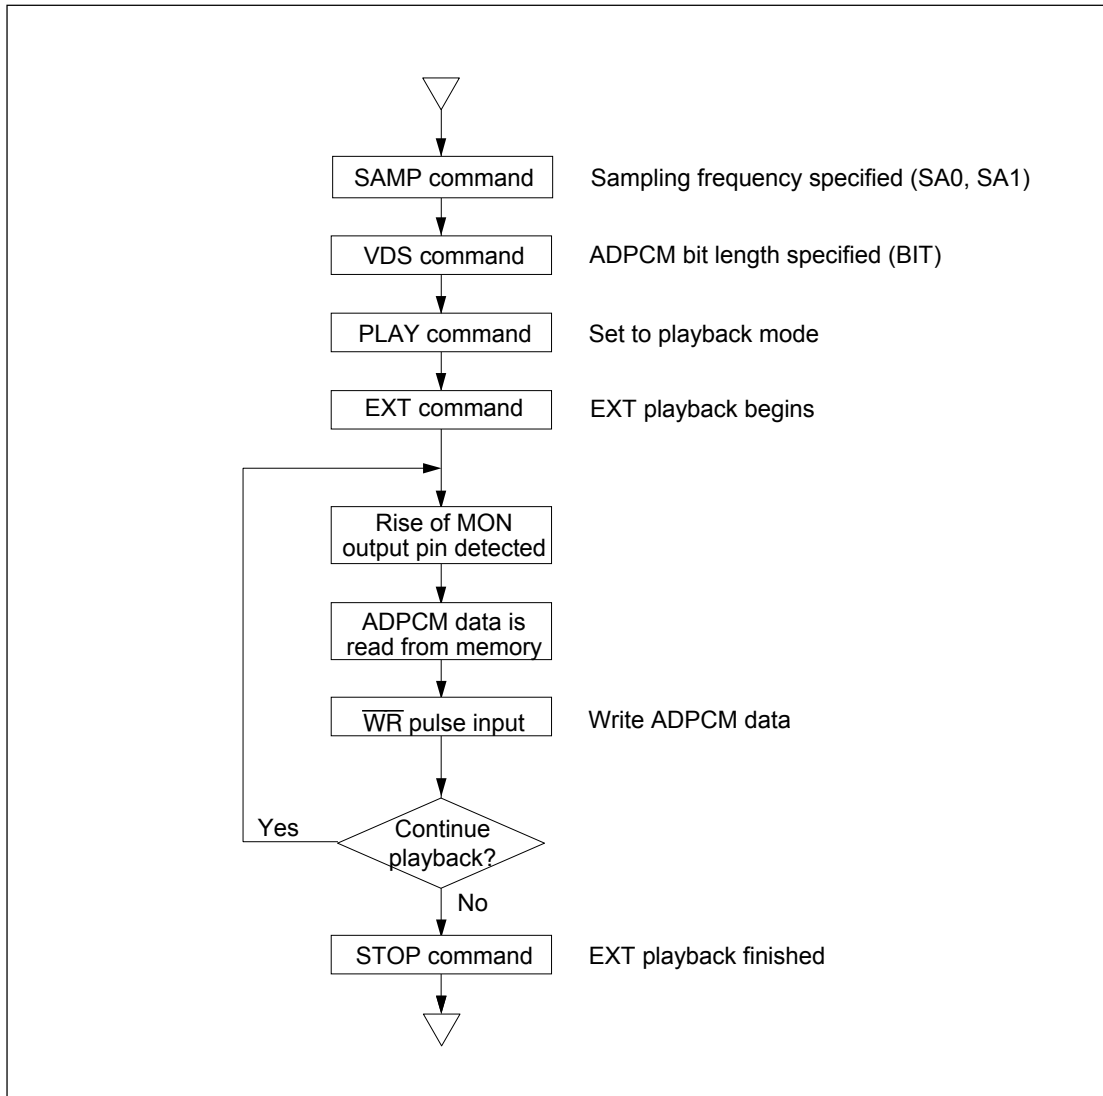 SAMP command
Sampling frequency specified (SA0, SA1)
VDS command
ADPCM bit length specified (BIT)
PLAY command
Set to playback mode
EXT command
EXT playback begins
Rise of MON
output pin detected
ADPCM data is
read from memory
W̅R̅ pulse input
Write ADPCM data
Yes
Continue
playback?
No
STOP command
EXT playback finished